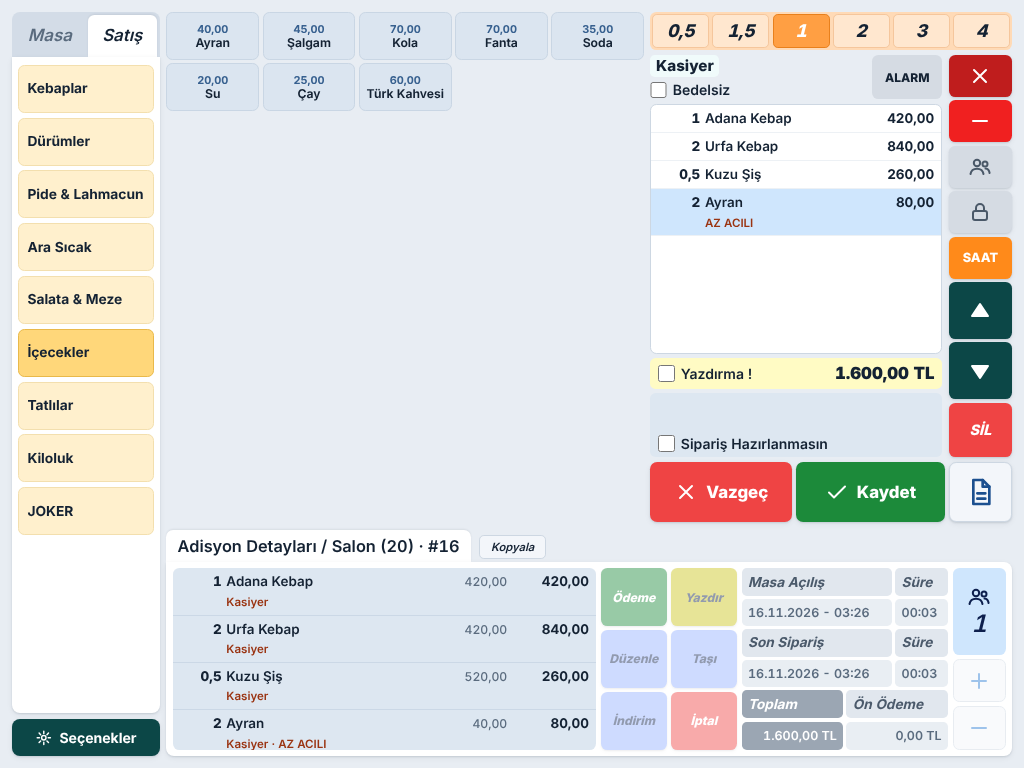 Masa
Satış
Kebaplar
Dürümler
Pide & Lahmacun
Ara Sıcak
Salata & Meze
İçecekler
Tatlılar
Kiloluk
JOKER
Seçenekler
40,00
Ayran
45,00
Şalgam
70,00
Kola
70,00
Fanta
35,00
Soda
20,00
Su
25,00
Çay
60,00
Türk Kahvesi
0,5
1,5
1
2
3
4
Kasiyer
Bedelsiz
ALARM
1 Adana Kebap 420,00
2 Urfa Kebap 840,00
0,5 Kuzu Şiş 260,00
2 Ayran 80,00
AZ ACILI
Yazdırma ! 1.600,00 TL
Sipariş Hazırlanmasın
SAAT
SİL
Vazgeç
Kaydet
Adisyon Detayları / Salon (20) · #16
Kopyala
1 Adana Kebap 420,00 420,00
Kasiyer
2 Urfa Kebap 420,00 840,00
Kasiyer
0,5 Kuzu Şiş 520,00 260,00
Kasiyer
2 Ayran 40,00 80,00
Kasiyer · AZ ACILI
Ödeme
Yazdır
Düzenle
Taşı
İndirim
İptal
Masa Açılış Süre
16.11.2026 - 03:26 00:03
Son Sipariş Süre
16.11.2026 - 03:26 00:03
Toplam Ön Ödeme
1.600,00 TL 0,00 TL
1